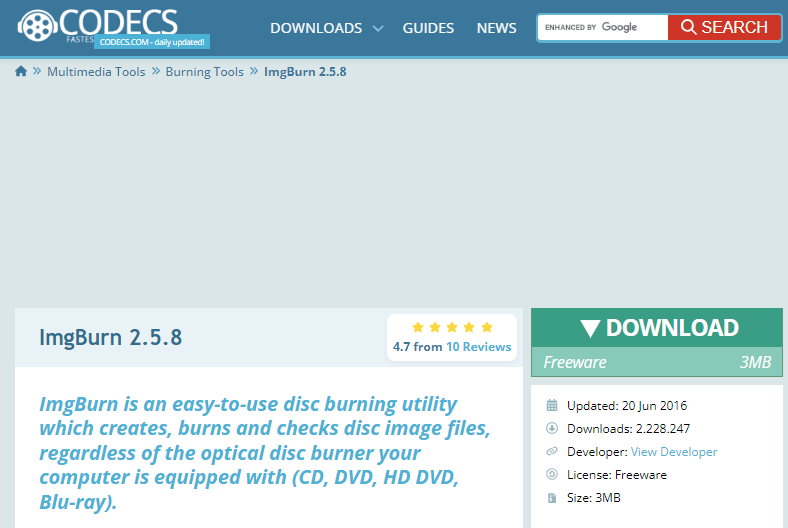 CODECS
FASTES
CODECS.COM - daily updated!
DOWNLOADS
GUIDES
NEWS
ENHANCED BY Google
SEARCH
Multimedia Tools
Burning Tools
ImgBurn 2.5.8
ImgBurn 2.5.8
4.7 from 10 Reviews
DOWNLOAD
Freeware
3MB
ImgBurn is an easy-to-use disc burning utility
which creates, burns and checks disc image files,
regardless of the optical disc burner your
computer is equipped with (CD, DVD, HD DVD,
Blu-ray).
Updated: 20 Jun 2016
Downloads: 2.228.247
Developer: View Developer
License: Freeware
Size: 3MB